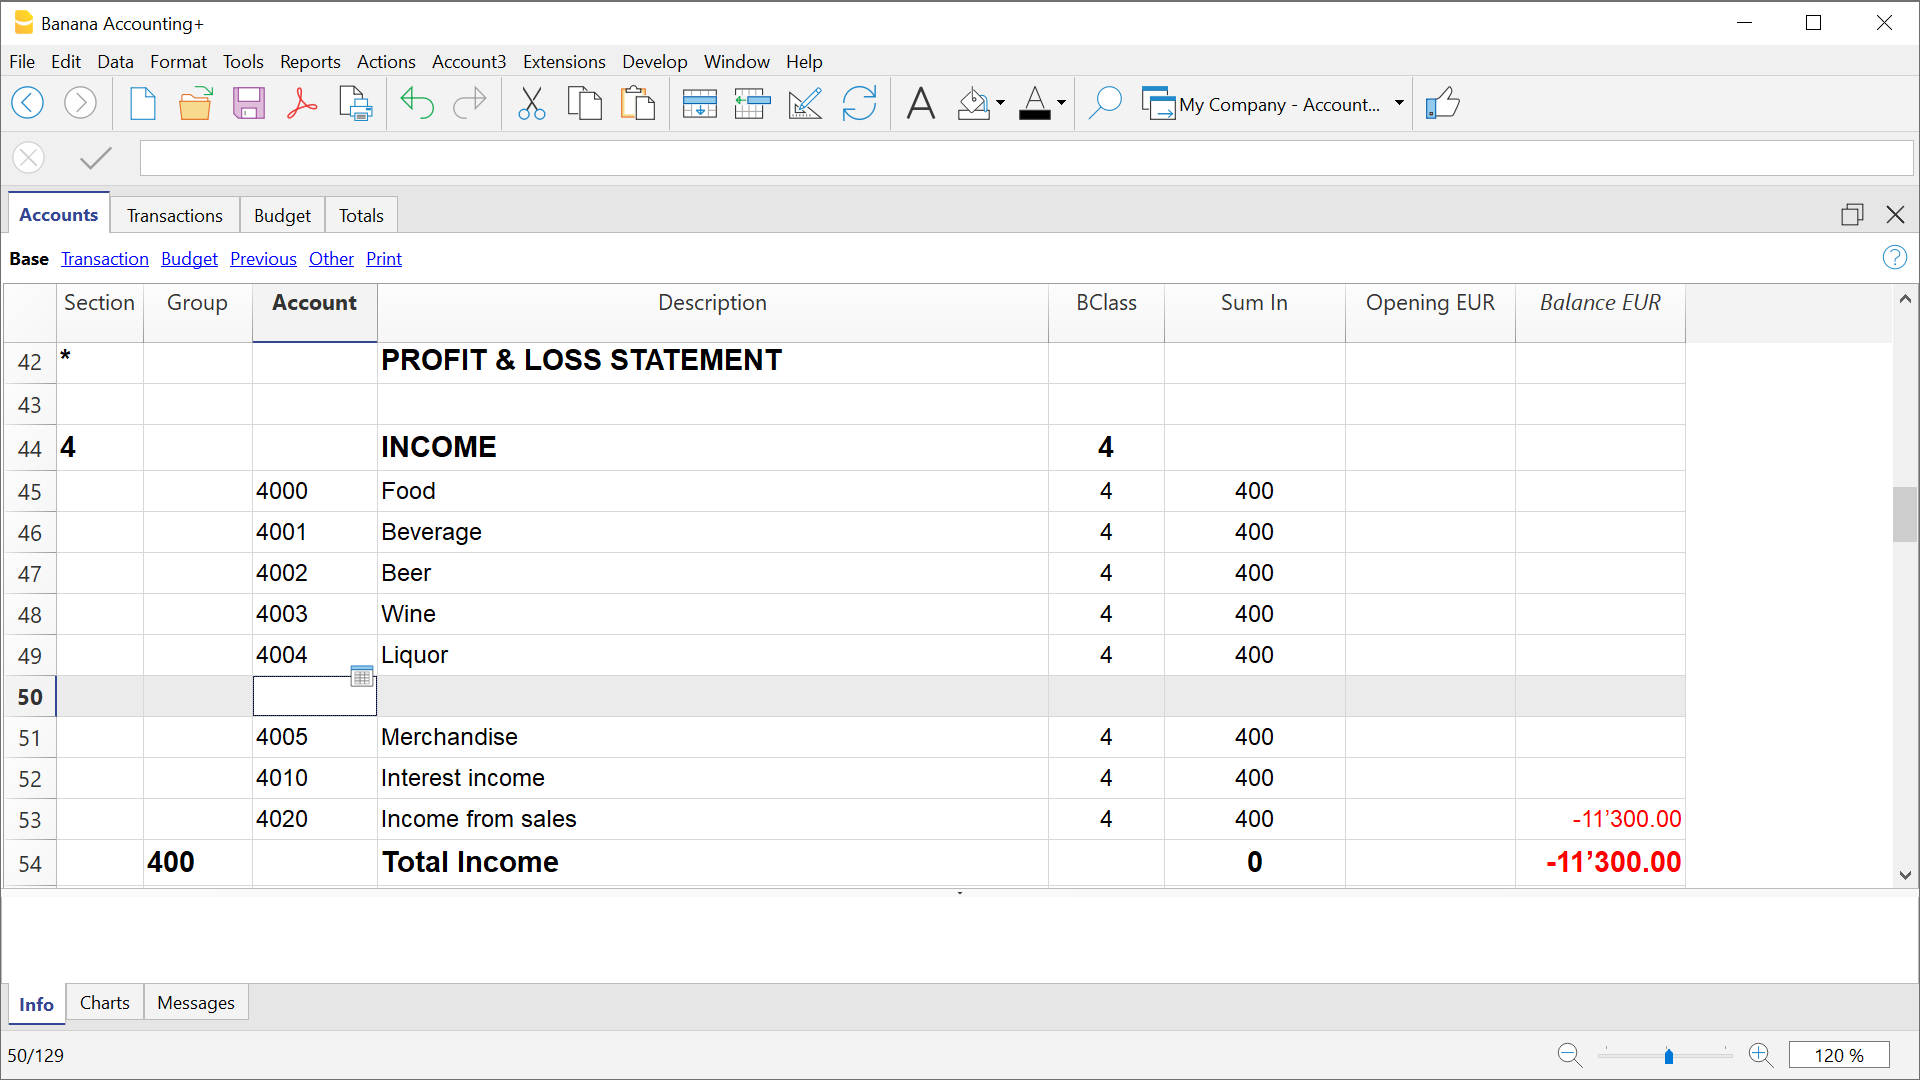 Banana Accounting+
File Edit Data Format Tools Reports Actions Account3 Extensions Develop Window Help
My Company - Account...
Accounts Transactions Budget Totals
Base Transaction Budget Previous Other Print
Section Group Account Description BClass Sum In Opening EUR Balance EUR
42 * PROFIT & LOSS STATEMENT
43
44 4 INCOME 4
45 4000 Food 4 400
46 4001 Beverage 4 400
47 4002 Beer 4 400
48 4003 Wine 4 400
49 4004 Liquor 4 400
50
51 4005 Merchandise 4 400
52 4010 Interest income 4 400
53 4020 Income from sales 4 400 -11’300.00
54 400 Total Income 0 -11’300.00
Info Charts Messages
50/129
120 %